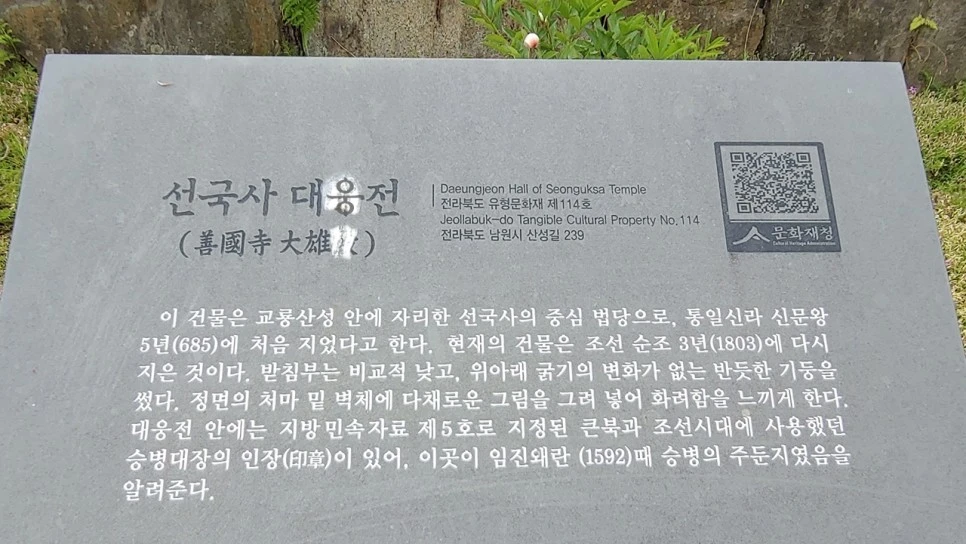 선국사 대웅전
(善國寺 大雄
Daeungjeon Hall of Seonguksa Temple
전라북도 유형문화재 제114호
Jeollabuk-do Tangible Cultural Property No.114
전라북도 남원시 산성길 239
문화재청
Cultural Heritage Administration
이 건물은 교룡산성 안에 자리한 선국사의 중심 법당으로, 통일신라 신문왕
5년(685)에 처음 지었다고 한다. 현재의 건물은 조선 순조 3년(1803)에 다시
지은 것이다. 받침부는 비교적 낮고, 위아래 굵기의 변화가 없는 반듯한 기둥을
썼다. 정면의 처마 밑 벽체에 다채로운 그림을 그려 넣어 화려함을 느끼게 한다.
대웅전 안에는 지방민속자료 제5호로 지정된 큰북과 조선시대에 사용했던
승병대장의 인장(印章)이 있어, 이곳이 임진왜란 (1592)때 승병의 주둔지였음을
알려준다.